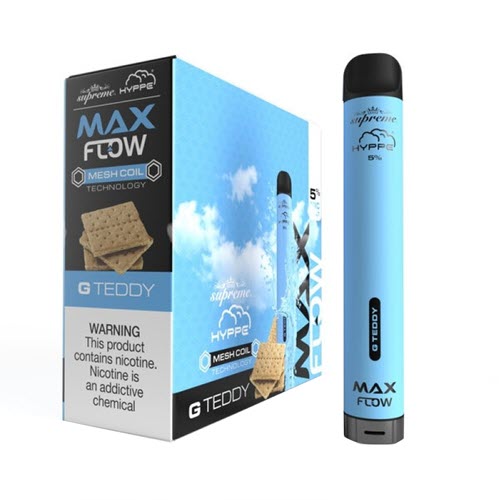 supreme.
HYPPE
MAX
FLOW
MESH COIL
TECHNOLOGY
G TEDDY
WARNING
This product
contains nicotine.
Nicotine is
an addictive
chemical
5%
MAX
FLOW
supreme.
HYPPE
MESH COIL
TECHNOLOGY
G TEDDY
supreme.
HYPPE
5%
G TEDDY
MAX
FLOW